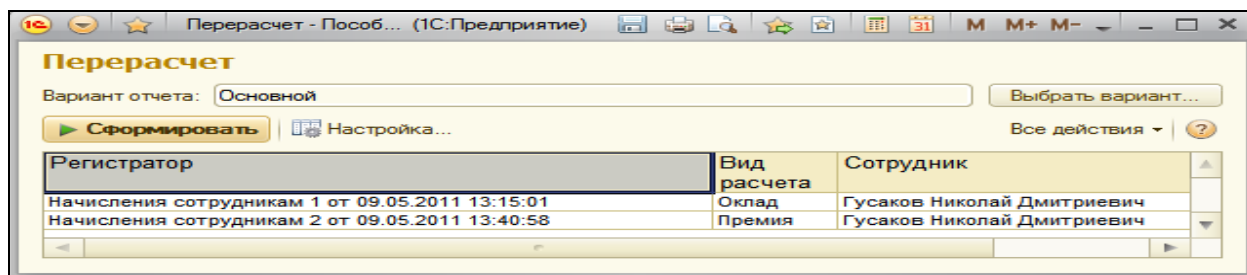 1С Перерасчет - Пособ... (1С:Предприятие) 31 M M+ M-
Перерасчет
Вариант отчета: Основной Выбрать вариант...
Сформировать Настройка... Все действия ?
Регистратор Вид расчета Сотрудник
Начисления сотрудникам 1 от 09.05.2011 13:15:01 Оклад Гусаков Николай Дмитриевич
Начисления сотрудникам 2 от 09.05.2011 13:40:58 Премия Гусаков Николай Дмитриевич